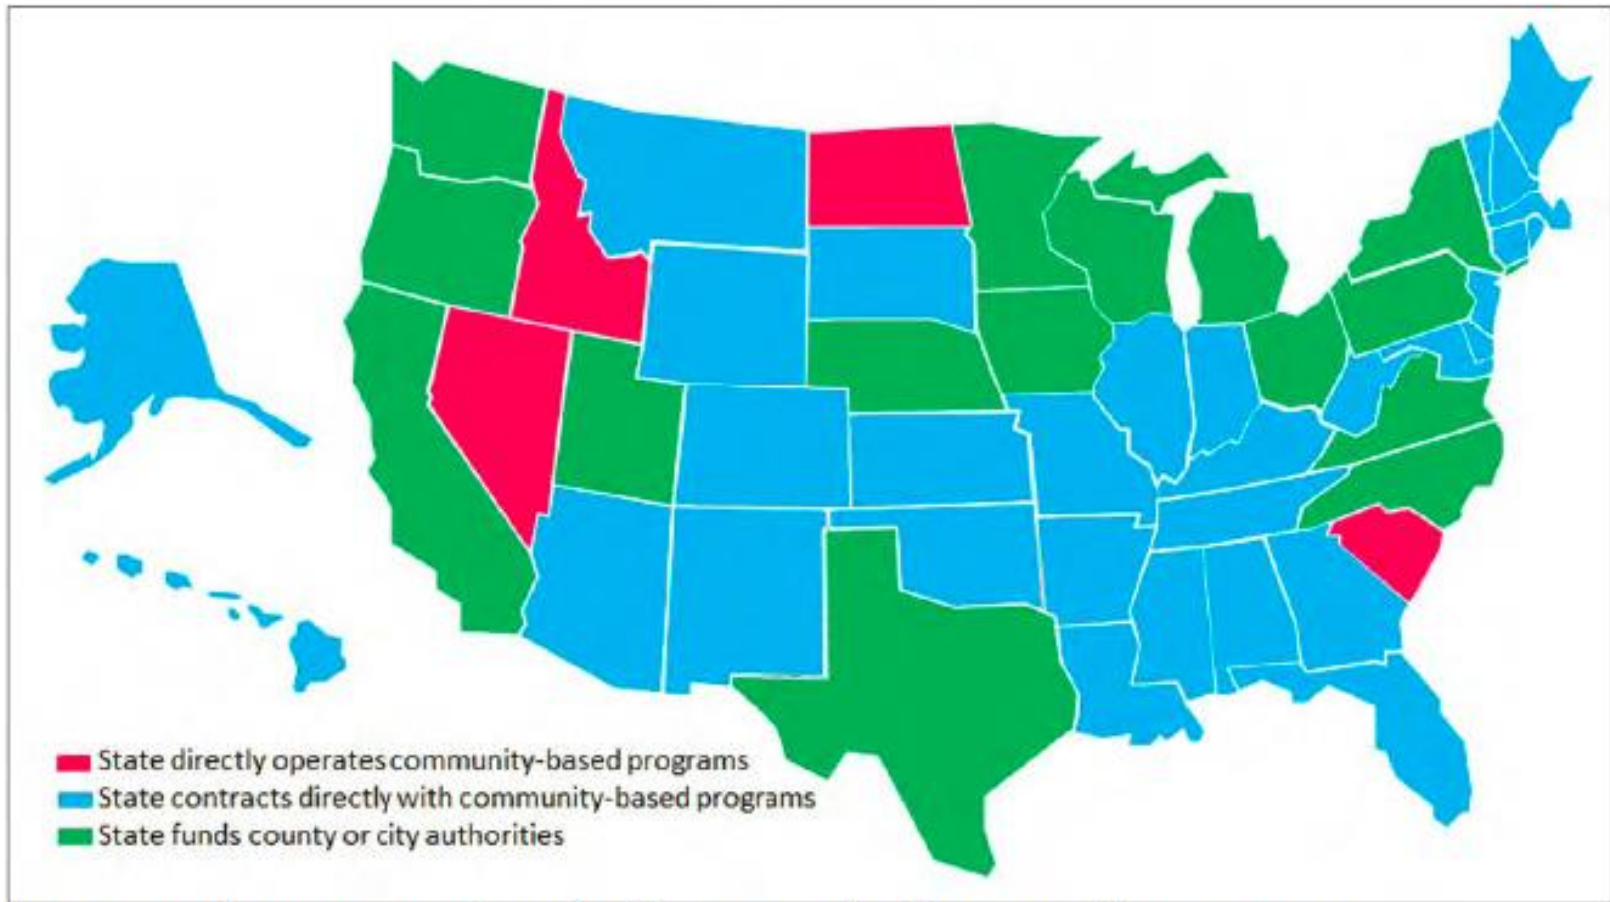 State directly operates community-based programs
State contracts directly with community-based programs
State funds county or city authorities